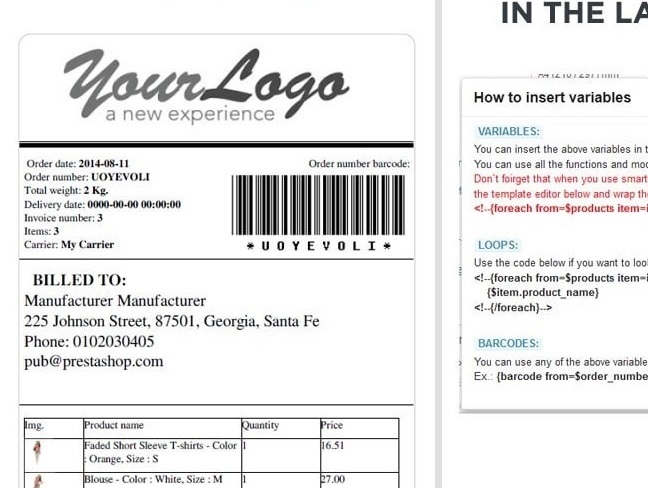 IN THE LA
YourLogo
a new experience
Order date: 2014-08-11
Order number: UOYEVOLI
Total weight: 2 Kg.
Delivery date: 0000-00-00 00:00:00
Invoice number: 3
Items: 3
Carrier: My Carrier
Order number barcode:
*UOYEVOLI*
BILLED TO:
Manufacturer Manufacturer
225 Johnson Street, 87501, Georgia, Santa Fe
Phone: 0102030405
pub@prestashop.com
Img. Product name Quantity Price
Faded Short Sleeve T-shirts - Color 1 16.51
: Orange, Size : S
Blouse - Color : White, Size : M 1 27.00
How to insert variables
VARIABLES:
You can insert the above variables in t
You can use all the functions and mod
Don`t forget that when you use smart
the template editor below and wrap th
<!--{foreach from=$products item=i
LOOPS:
Use the code below if you want to loo
<!--{foreach from=$products item=i
{$item.product_name}
<!--{/foreach}-->
BARCODES:
You can use any of the above variable
Ex.: {barcode from=$order_numbe